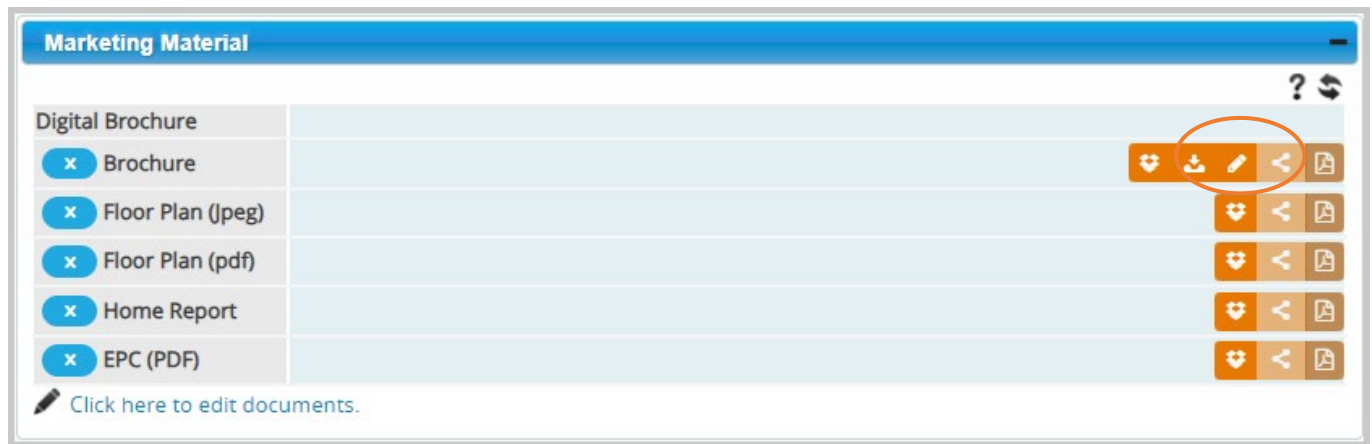 Marketing Material
?
Digital Brochure
x Brochure
x Floor Plan (Jpeg)
x Floor Plan (pdf)
x Home Report
x EPC (PDF)
Click here to edit documents.